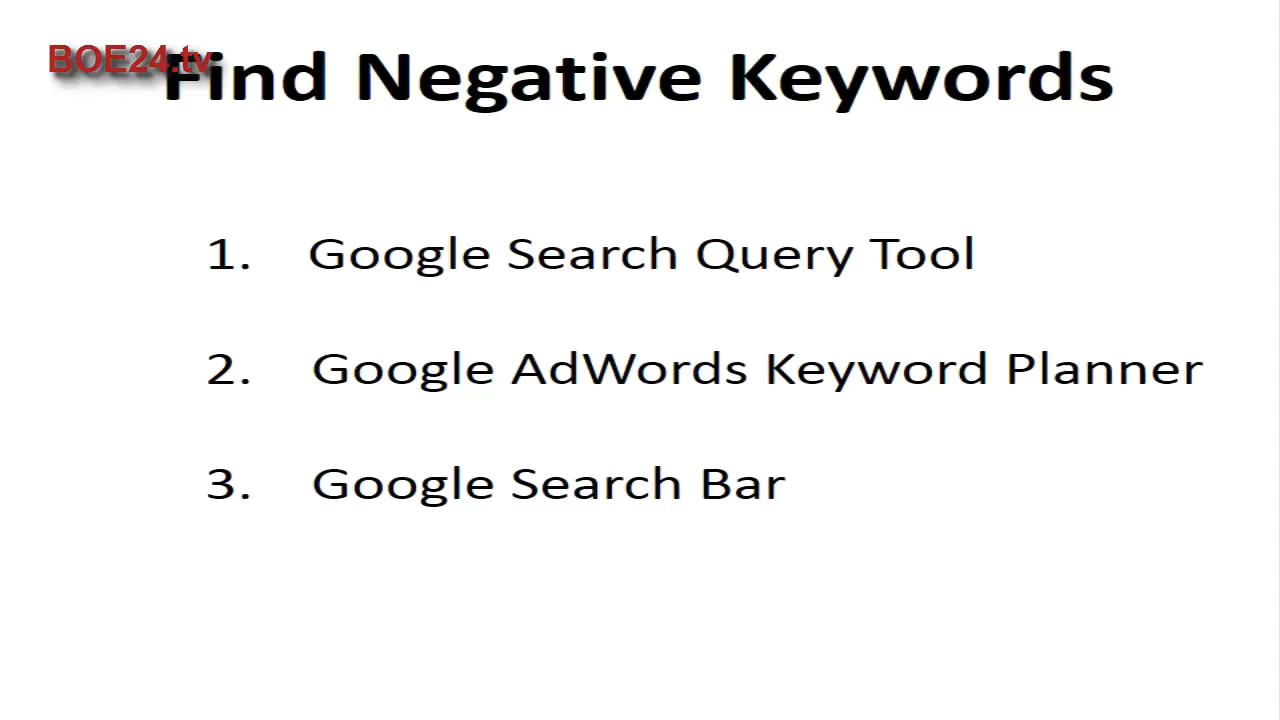 BOE24.tv
Find Negative Keywords
1. Google Search Query Tool
2. Google AdWords Keyword Planner
3. Google Search Bar